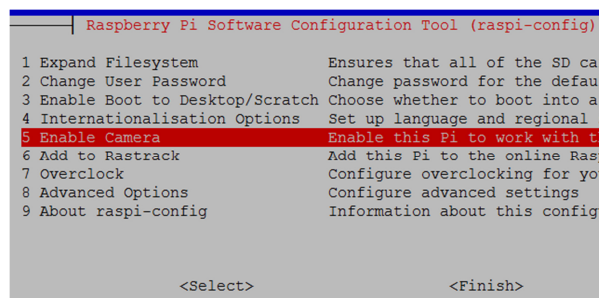 Raspberry Pi Software Configuration Tool (raspi-config)
1 Expand Filesystem Ensures that all of the SD ca
2 Change User Password Change password for the defau
3 Enable Boot to Desktop/Scratch Choose whether to boot into a
4 Internationalisation Options Set up language and regional
5 Enable Camera Enable this Pi to work with th
6 Add to Rastrack Add this Pi to the online Ras
7 Overclock Configure overclocking for yo
8 Advanced Options Configure advanced settings
9 About raspi-config Information about this config
<Select> <Finish>